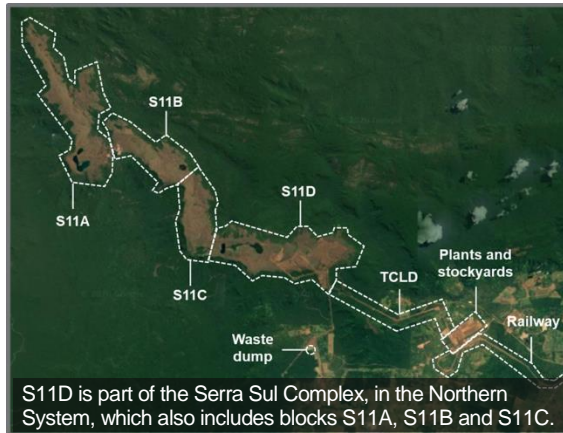 S11B
S11A
S11D
S11C
Plants and
stockyards
TCLD
Railway
Waste
dump
S11D is part of the Serra Sul Complex, in the Northern
System, which also includes blocks S11A, S11B and S11C.